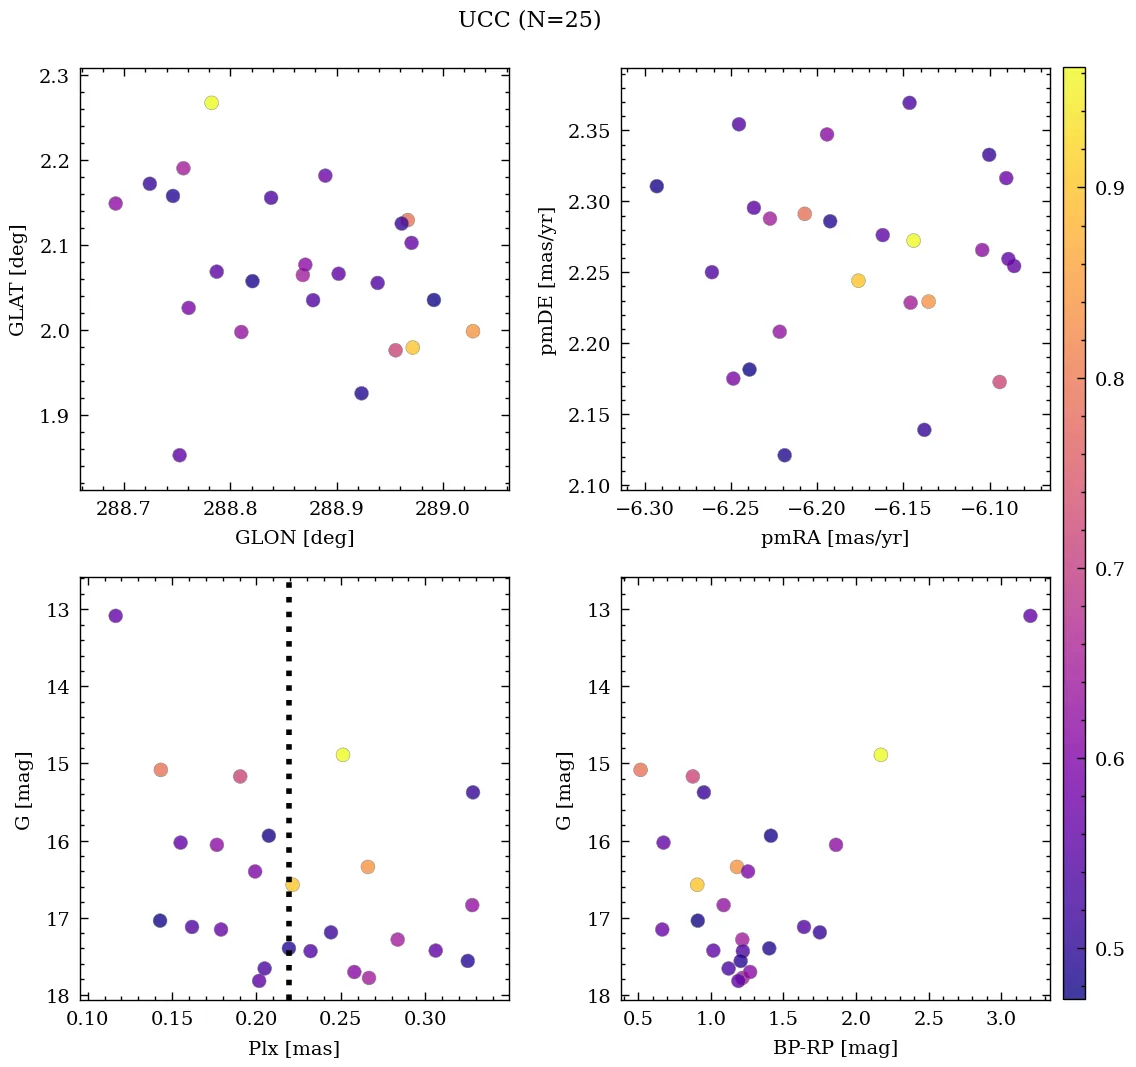 UCC (N=25)
2.3
2.2
2.1
2.0
1.9
GLAT [deg]
288.7 288.8 288.9 289.0
GLON [deg]
2.35
2.30
2.25
2.20
2.15
2.10
pmDE [mas/yr]
−6.30 −6.25 −6.20 −6.15 −6.10
pmRA [mas/yr]
13
14
15
16
17
18
G [mag]
0.10 0.15 0.20 0.25 0.30
Plx [mas]
13
14
15
16
17
18
G [mag]
0.5 1.0 1.5 2.0 2.5 3.0
BP-RP [mag]
0.9
0.8
0.7
0.6
0.5